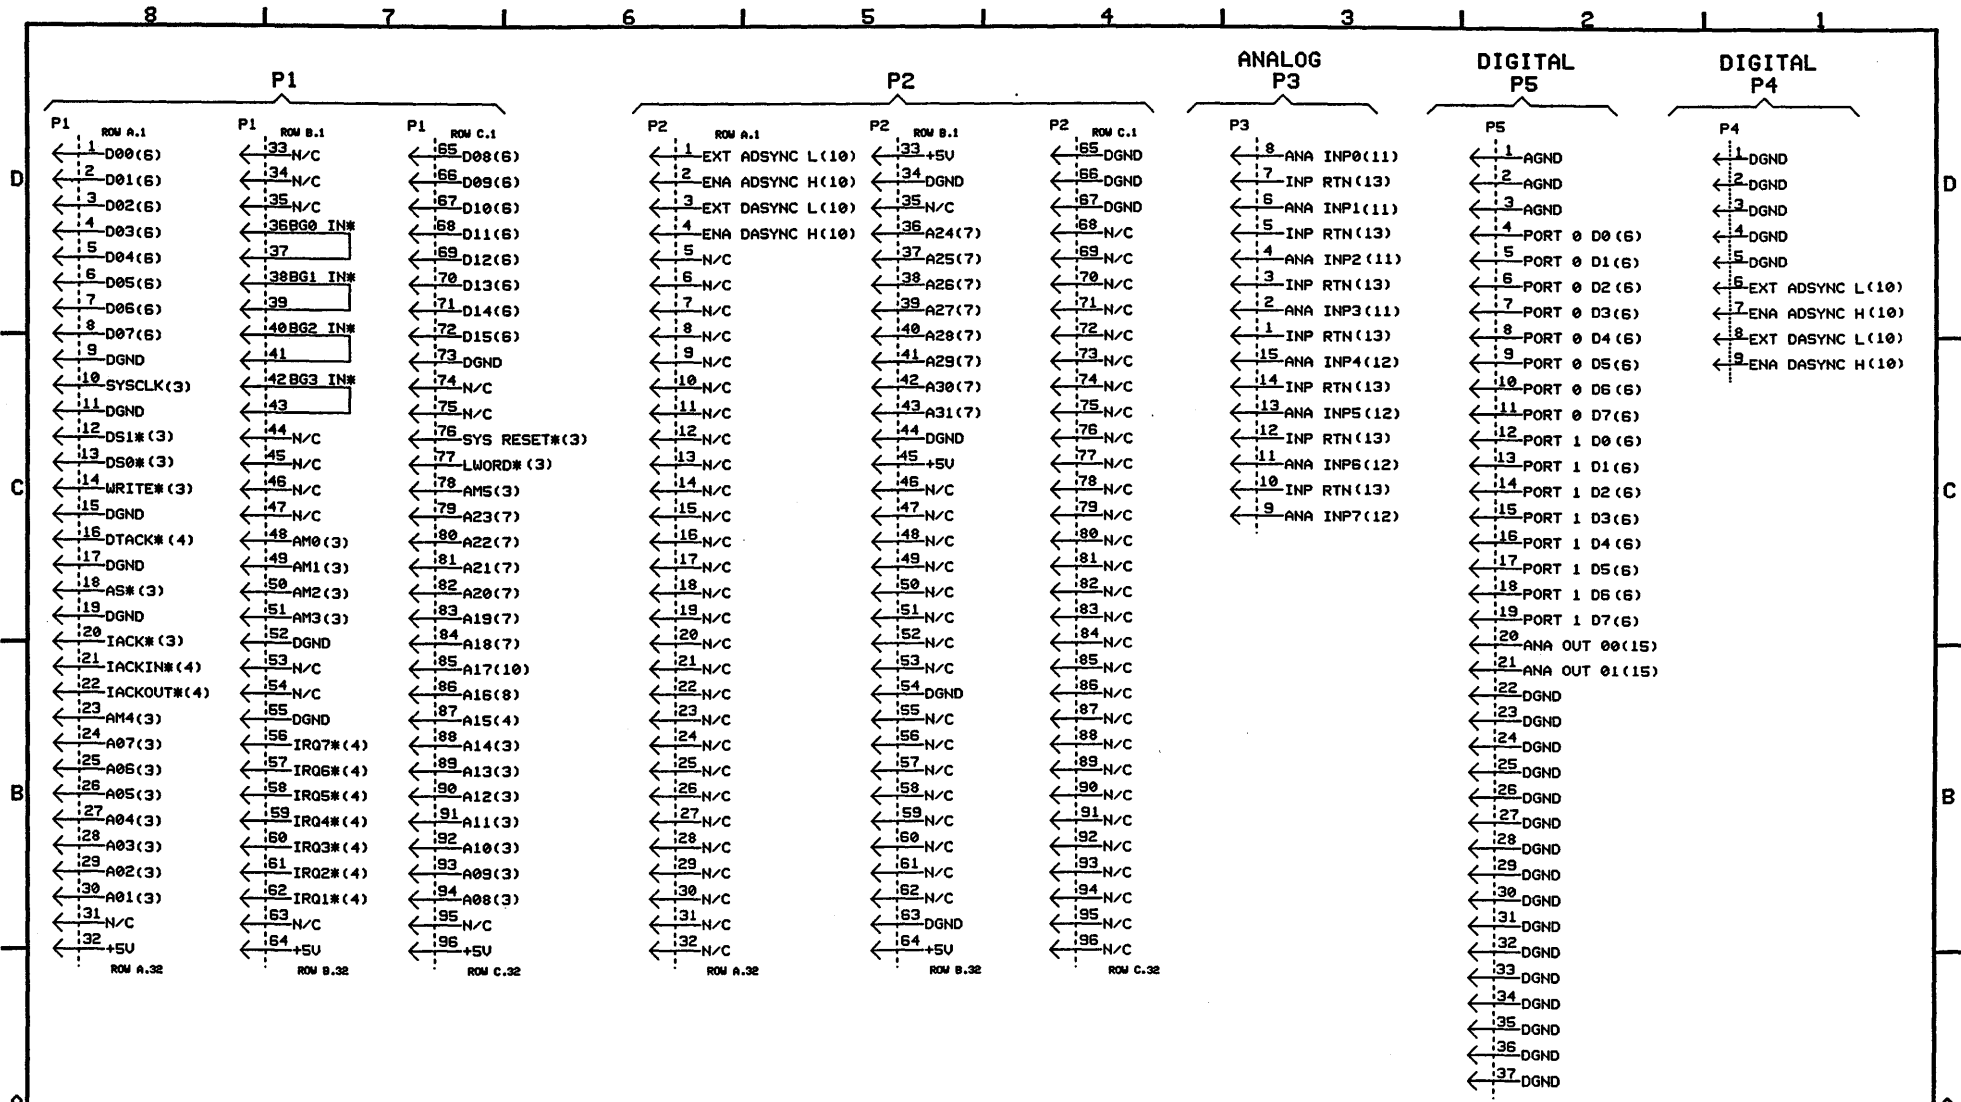 8 7 6 5 4 3 2 1
P1
P2
ANALOG
P3
DIGITAL
P5
DIGITAL
P4
D
C
B
D
C
B
P1 ROW A.1
1 D00(6)
2 D01(6)
3 D02(6)
4 D03(6)
5 D04(6)
6 D05(6)
7 D06(6)
8 D07(6)
9 DGND
10 SYSCLK(3)
11 DGND
12 DS1*(3)
13 DS0*(3)
14 WRITE*(3)
15 DGND
16 DTACK*(4)
17 DGND
18 AS*(3)
19 DGND
20 IACK*(3)
21 IACKIN*(4)
22 IACKOUT*(4)
23 AM4(3)
24 A07(3)
25 A06(3)
26 A05(3)
27 A04(3)
28 A03(3)
29 A02(3)
30 A01(3)
31 N/C
32 +5V
ROW A.32
P1 ROW B.1
33 N/C
34 N/C
35 N/C
36 BG0 IN*
37
38 BG1 IN*
39
40 BG2 IN*
41
42 BG3 IN*
43
44 N/C
45 N/C
46 N/C
47 N/C
48 AM0(3)
49 AM1(3)
50 AM2(3)
51 AM3(3)
52 DGND
53 N/C
54 N/C
55 DGND
56 IRQ7*(4)
57 IRQ6*(4)
58 IRQ5*(4)
59 IRQ4*(4)
60 IRQ3*(4)
61 IRQ2*(4)
62 IRQ1*(4)
63 N/C
64 +5V
ROW B.32
P1 ROW C.1
65 D08(6)
66 D09(6)
67 D10(6)
68 D11(6)
69 D12(6)
70 D13(6)
71 D14(6)
72 D15(6)
73 DGND
74 N/C
75 N/C
76 SYS RESET*(3)
77 LWORD*(3)
78 AM5(3)
79 A23(7)
80 A22(7)
81 A21(7)
82 A20(7)
83 A19(7)
84 A18(7)
85 A17(10)
86 A16(8)
87 A15(4)
88 A14(3)
89 A13(3)
90 A12(3)
91 A11(3)
92 A10(3)
93 A09(3)
94 A08(3)
95 N/C
96 +5V
ROW C.32
P2 ROW A.1
1 EXT ADSYNC L(10)
2 ENA ADSYNC H(10)
3 EXT DASYNC L(10)
4 ENA DASYNC H(10)
5 N/C
6 N/C
7 N/C
8 N/C
9 N/C
10 N/C
11 N/C
12 N/C
13 N/C
14 N/C
15 N/C
16 N/C
17 N/C
18 N/C
19 N/C
20 N/C
21 N/C
22 N/C
23 N/C
24 N/C
25 N/C
26 N/C
27 N/C
28 N/C
29 N/C
30 N/C
31 N/C
32 N/C
ROW A.32
P2 ROW B.1
33 +5V
34 DGND
35 N/C
36 A24(7)
37 A25(7)
38 A26(7)
39 A27(7)
40 A28(7)
41 A29(7)
42 A30(7)
43 A31(7)
44 DGND
45 +5V
46 N/C
47 N/C
48 N/C
49 N/C
50 N/C
51 N/C
52 N/C
53 N/C
54 DGND
55 N/C
56 N/C
57 N/C
58 N/C
59 N/C
60 N/C
61 N/C
62 N/C
63 DGND
64 +5V
ROW B.32
P2 ROW C.1
65 DGND
66 DGND
67 DGND
68 N/C
69 N/C
70 N/C
71 N/C
72 N/C
73 N/C
74 N/C
75 N/C
76 N/C
77 N/C
78 N/C
79 N/C
80 N/C
81 N/C
82 N/C
83 N/C
84 N/C
85 N/C
86 N/C
87 N/C
88 N/C
89 N/C
90 N/C
91 N/C
92 N/C
93 N/C
94 N/C
95 N/C
96 N/C
ROW C.32
P3
8 ANA INP0(11)
7 INP RTN(13)
6 ANA INP1(11)
5 INP RTN(13)
4 ANA INP2(11)
3 INP RTN(13)
2 ANA INP3(11)
1 INP RTN(13)
15 ANA INP4(12)
14 INP RTN(13)
13 ANA INP5(12)
12 INP RTN(13)
11 ANA INP6(12)
10 INP RTN(13)
9 ANA INP7(12)
P5
1 AGND
2 AGND
3 AGND
4 PORT 0 D0(6)
5 PORT 0 D1(6)
6 PORT 0 D2(6)
7 PORT 0 D3(6)
8 PORT 0 D4(6)
9 PORT 0 D5(6)
10 PORT 0 D6(6)
11 PORT 0 D7(6)
12 PORT 1 D0(6)
13 PORT 1 D1(6)
14 PORT 1 D2(6)
15 PORT 1 D3(6)
16 PORT 1 D4(6)
17 PORT 1 D5(6)
18 PORT 1 D6(6)
19 PORT 1 D7(6)
20 ANA OUT 00(15)
21 ANA OUT 01(15)
22 DGND
23 DGND
24 DGND
25 DGND
26 DGND
27 DGND
28 DGND
29 DGND
30 DGND
31 DGND
32 DGND
33 DGND
34 DGND
35 DGND
36 DGND
37 DGND
P4
1 DGND
2 DGND
3 DGND
4 DGND
5 DGND
6 EXT ADSYNC L(10)
7 ENA ADSYNC H(10)
8 EXT DASYNC L(10)
9 ENA DASYNC H(10)